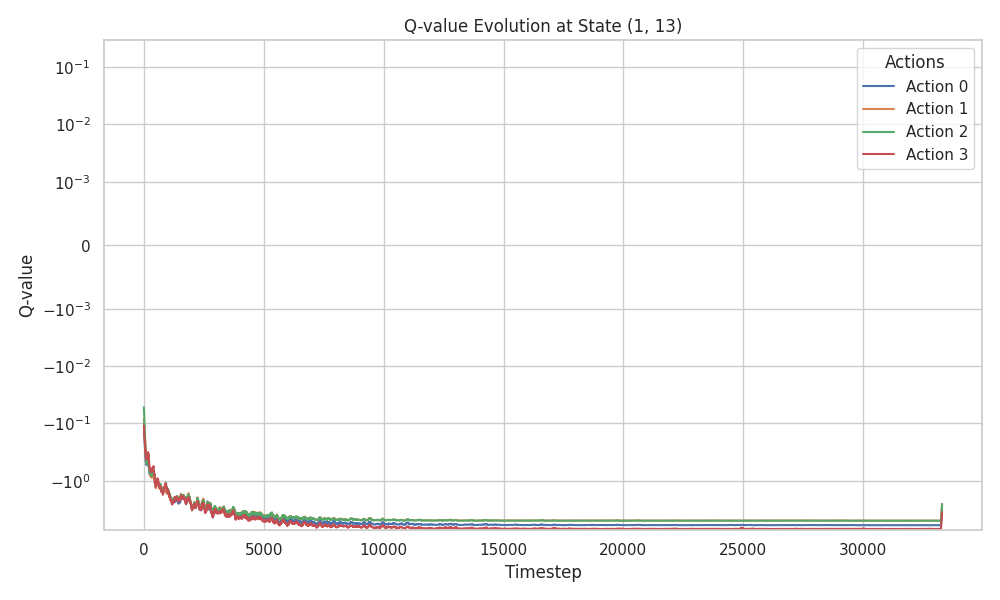 Q-value Evolution at State (1, 13)
Q-value
10⁻¹
10⁻²
10⁻³
0
−10⁻³
−10⁻²
−10⁻¹
−10⁰
Actions
Action 0
Action 1
Action 2
Action 3
0 5000 10000 15000 20000 25000 30000
Timestep